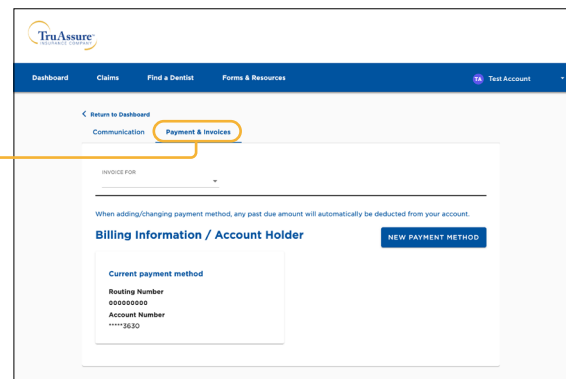 TruAssure
INSURANCE COMPANY
Dashboard Claims Find a Dentist Forms & Resources TA Test Account
Return to Dashboard
Communication Payment & Invoices
INVOICE FOR
When adding/changing payment method, any past due amount will automatically be deducted from your account.
Billing Information / Account Holder NEW PAYMENT METHOD
Current payment method
Routing Number
000000000
Account Number
*****3630